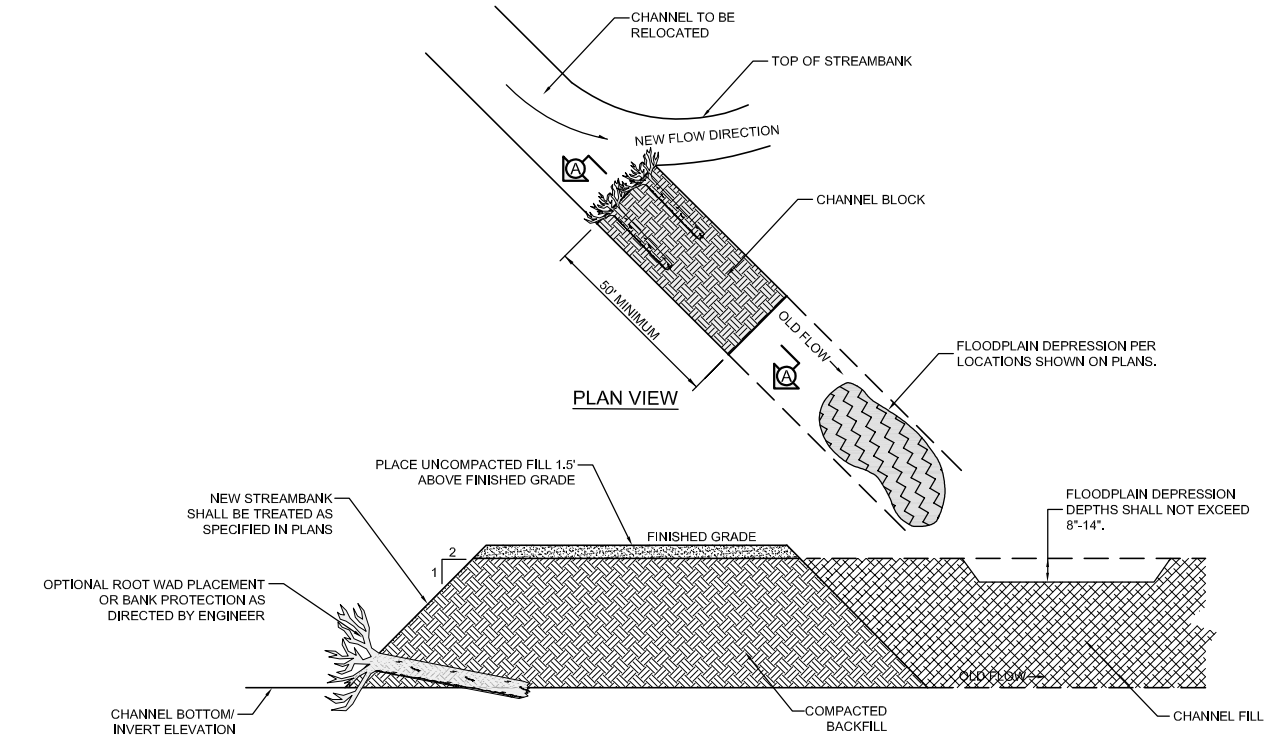 CHANNEL TO BE
RELOCATED
TOP OF STREAMBANK
NEW FLOW DIRECTION
A
CHANNEL BLOCK
50' MINIMUM
OLD FLOW
A
FLOODPLAIN DEPRESSION PER
LOCATIONS SHOWN ON PLANS.
PLAN VIEW
PLACE UNCOMPACTED FILL 1.5'
ABOVE FINISHED GRADE
NEW STREAMBANK
SHALL BE TREATED AS
SPECIFIED IN PLANS
FINISHED GRADE
FLOODPLAIN DEPRESSION
DEPTHS SHALL NOT EXCEED
8"-14".
2
1
OPTIONAL ROOT WAD PLACEMENT
OR BANK PROTECTION AS
DIRECTED BY ENGINEER
OLD FLOW
CHANNEL BOTTOM/
INVERT ELEVATION
COMPACTED
BACKFILL
CHANNEL FILL